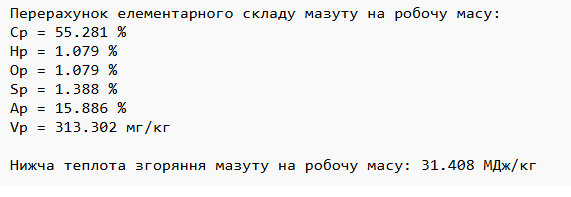 Перерахунок елементарного складу мазуту на робочу масу:
Cp = 55.281 %
Hp = 1.079 %
Op = 1.079 %
Sp = 1.388 %
Ap = 15.886 %
Vp = 313.302 мг/кг
Нижча теплота згоряння мазуту на робочу масу: 31.408 МДж/кг